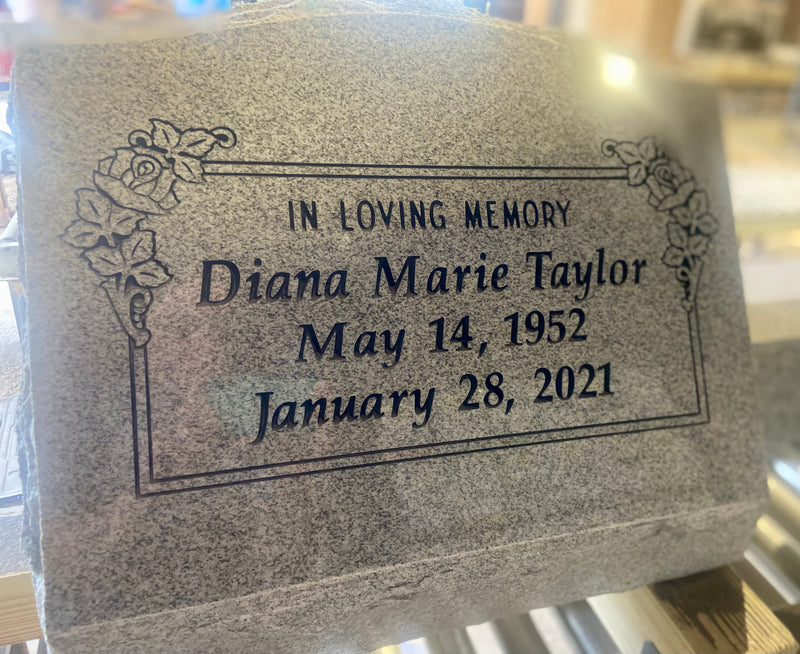 IN LOVING MEMORY
Diana Marie Taylor
May 14, 1952
January 28, 2021